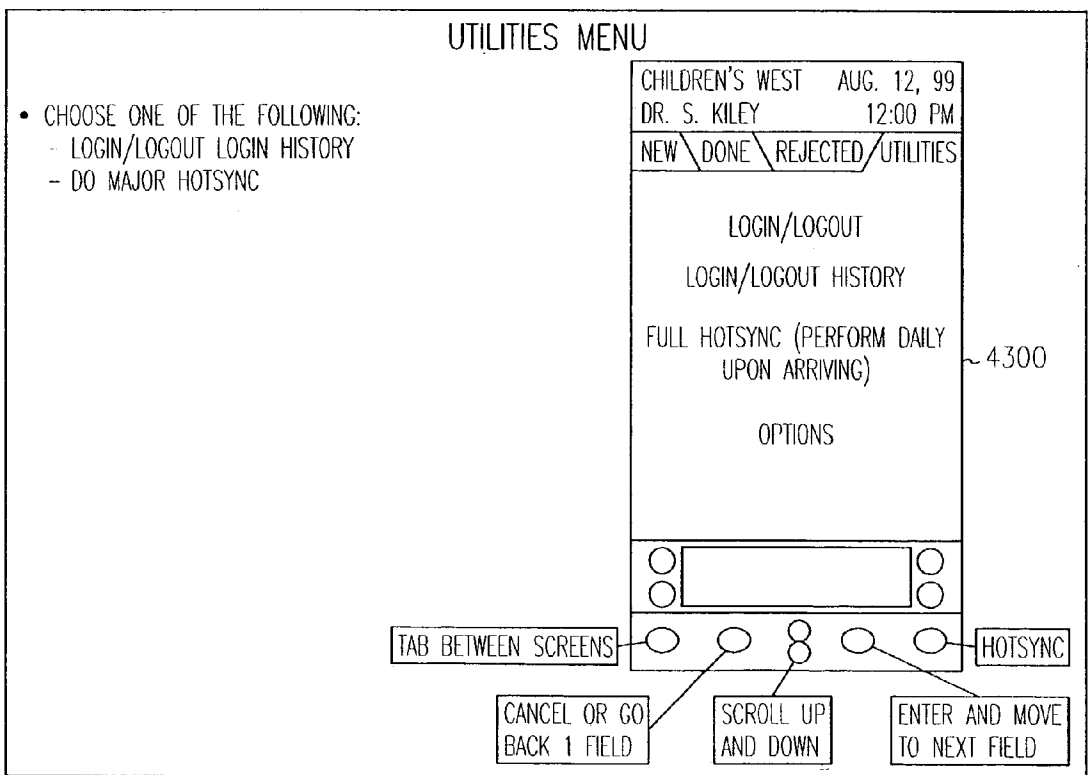 UTILITIES MENU
• CHOOSE ONE OF THE FOLLOWING:
- LOGIN/LOGOUT LOGIN HISTORY
- DO MAJOR HOTSYNC
CHILDREN'S WEST AUG. 12, 99
DR. S. KILEY 12:00 PM
NEW DONE REJECTED UTILITIES
LOGIN/LOGOUT
LOGIN/LOGOUT HISTORY
FULL HOTSYNC (PERFORM DAILY
UPON ARRIVING)
4300
OPTIONS
TAB BETWEEN SCREENS
HOTSYNC
CANCEL OR GO
BACK 1 FIELD
SCROLL UP
AND DOWN
ENTER AND MOVE
TO NEXT FIELD